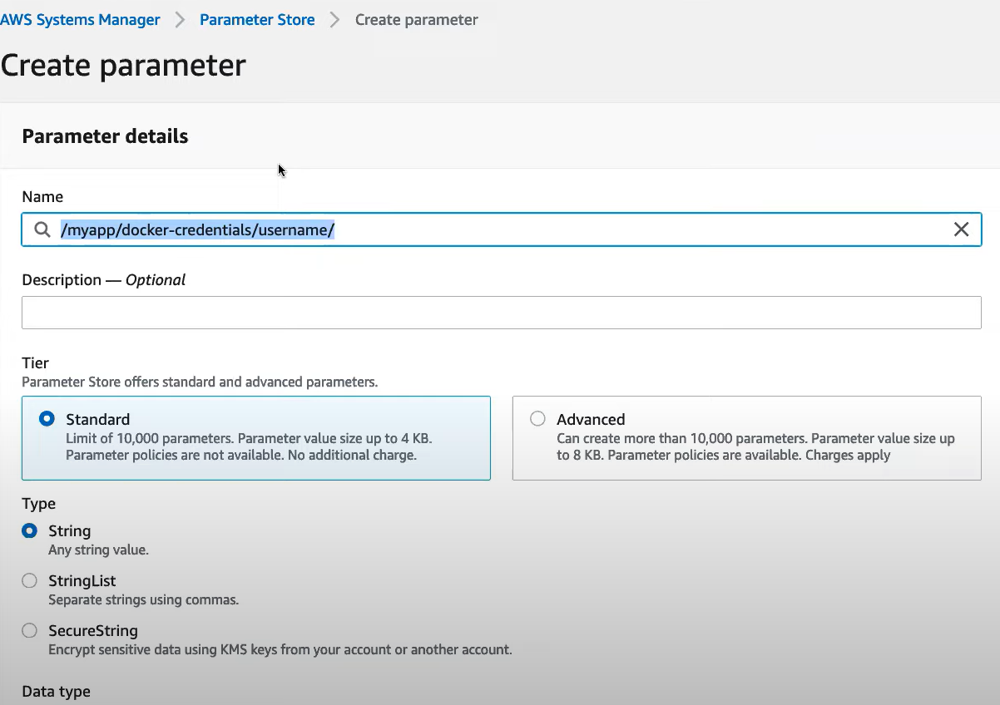 AWS Systems Manager > Parameter Store > Create parameter
Create parameter
Parameter details
Name
/myapp/docker-credentials/username/
Description — Optional
Tier
Parameter Store offers standard and advanced parameters.
Standard
Limit of 10,000 parameters. Parameter value size up to 4 KB.
Parameter policies are not available. No additional charge.
Advanced
Can create more than 10,000 parameters. Parameter value size up
to 8 KB. Parameter policies are available. Charges apply
Type
String
Any string value.
StringList
Separate strings using commas.
SecureString
Encrypt sensitive data using KMS keys from your account or another account.
Data type